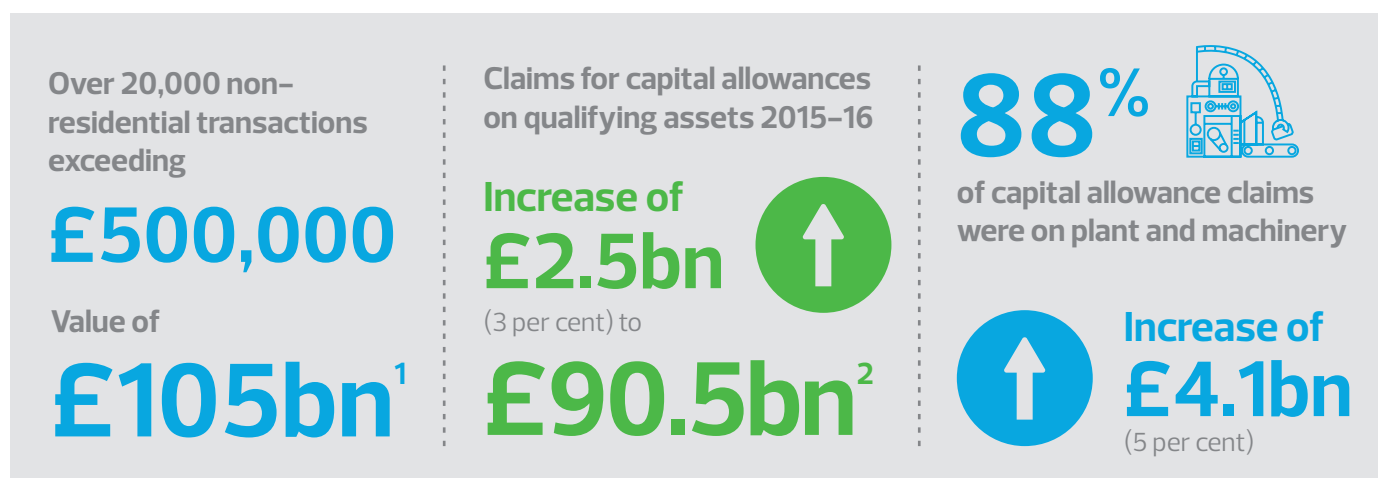 Over 20,000 non–
residential transactions
exceeding
£500,000
Value of
£105bn¹
Claims for capital allowances
on qualifying assets 2015–16
Increase of
£2.5bn
(3 per cent) to
£90.5bn²
88%
of capital allowance claims
were on plant and machinery
Increase of
£4.1bn
(5 per cent)